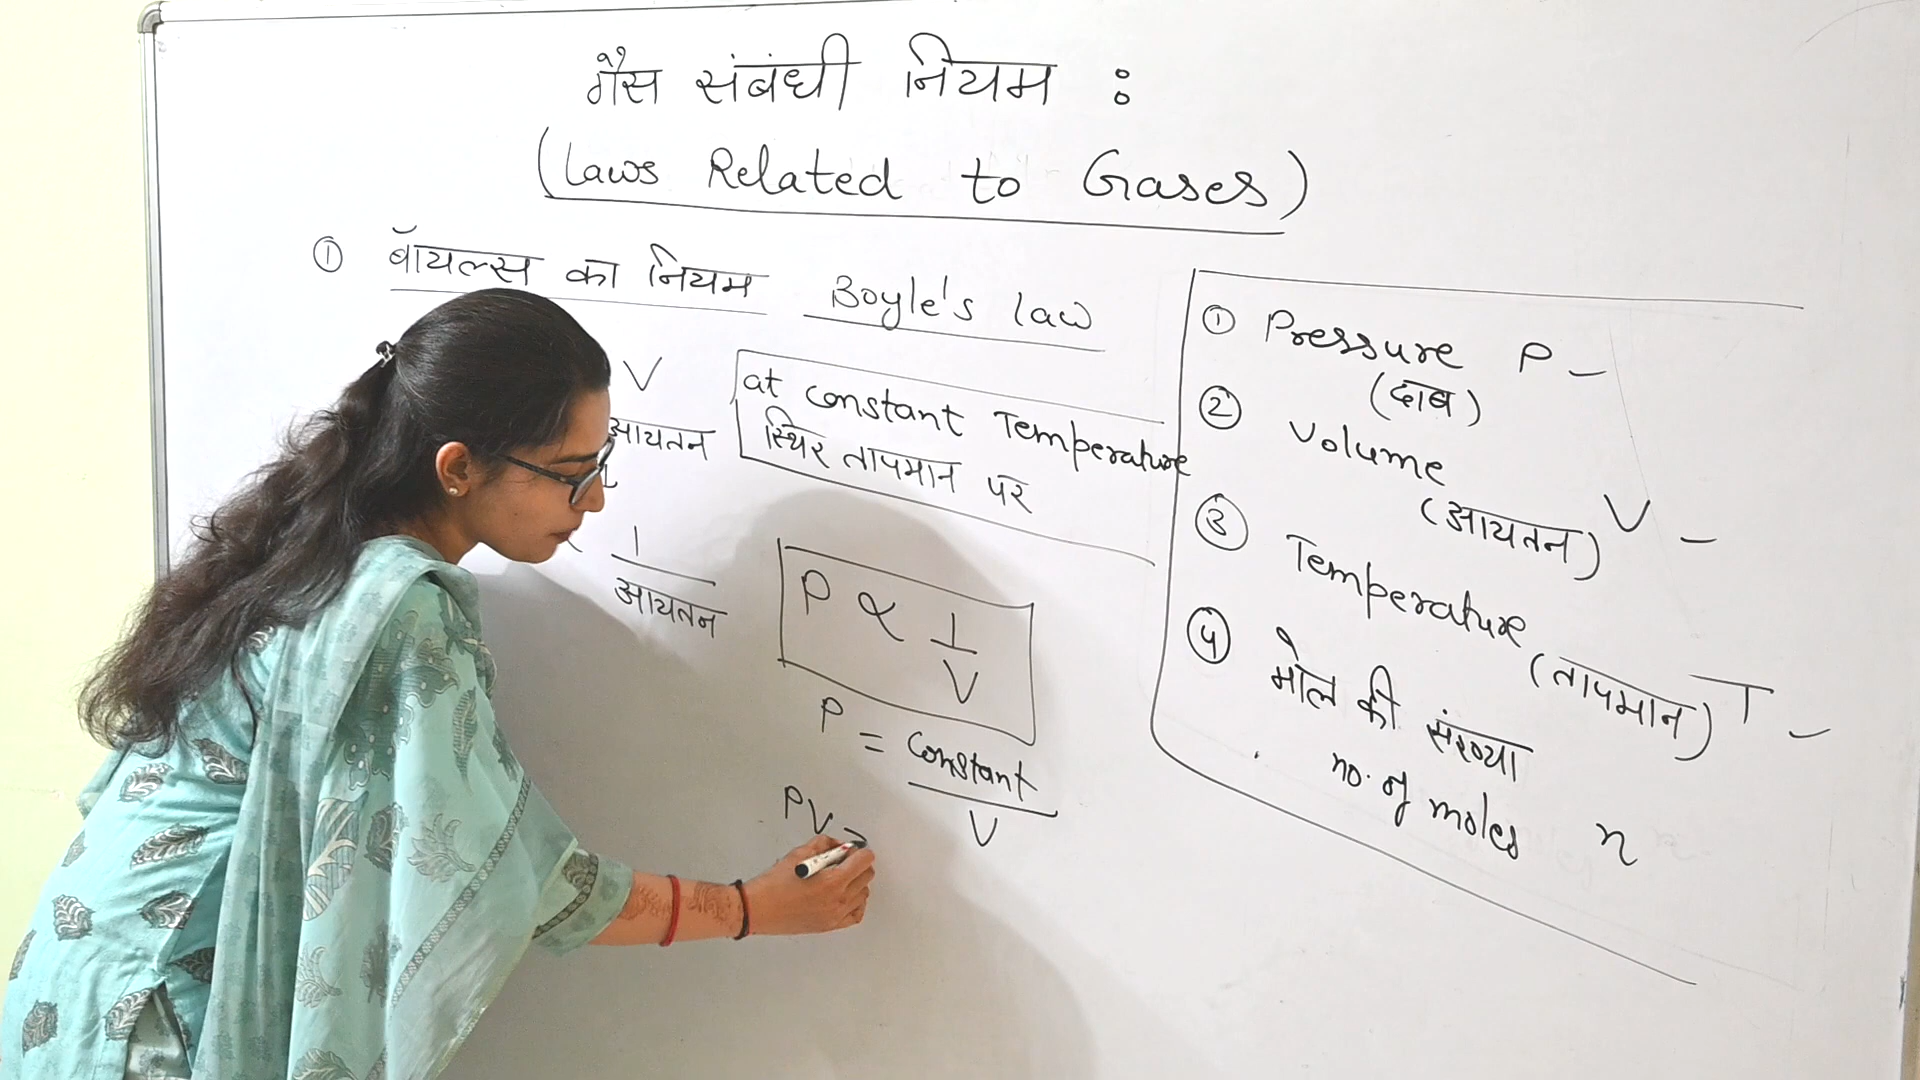 गैस संबंधी नियम :
(Laws Related to Gases)
① बॉयल्स का नियम Boyle's law
V
आयतन
at constant Temperature
स्थिर तापमान पर
1
आयतन
P ∝ 1
V
P = constant
V
PV =
① Pressure P –
(दाब)
② Volume
(आयतन) V –
③ Temperature
(तापमान) T –
④ मोल की संख्या
no. of moles n